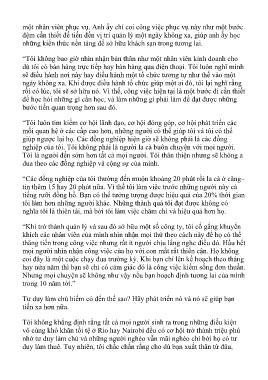 một nhân viên phục vụ. Anh ấy chỉ coi công việc phục vụ này như một bước
đệm cần thiết để tiến đến vị trí quản lý một ngày không xa, giúp anh ấy học
những kiến thức nền tảng để sở hữu khách sạn trong tương lai.
“Tôi không bao giờ nhìn nhận bản thân như một nhân viên kinh doanh cho
dù tôi có bán hàng trực tiếp hay bán hàng qua điện thoại. Tôi luôn nghĩ mình
sẽ điều hành nơi này hay điều hành một tổ chức tương tự như thế vào một
ngày không xa. Khi được điều hành tổ chức giúp một ai đó, tôi lại nghĩ rằng
rồi có lúc, tôi sẽ sở hữu nó. Vì thế, công việc hiện tại là một bước đi cần thiết
để học hỏi những gì cần học, và làm những gì phải làm để đạt được những
bước tiến quan trọng hơn sau đó.
“Tôi luôn tìm kiếm cơ hội lãnh đạo, cơ hội đóng góp, cơ hội phát triển các
mối quan hệ ở các cấp cao hơn, những người có thể giúp tôi và tôi có thể
giúp ngược lại họ. Các đồng nghiệp hiện giờ sẽ không phải là các đồng
nghiệp của tôi. Tôi không phải là người la cà buôn chuyện với mọi người.
Tôi là người đến sớm hơn tất cả mọi người. Tôi thân thiện nhưng sẽ không a
dua theo các đồng nghiệp và cộng sự của mình.
“Các đồng nghiệp của tôi thường đến muộn khoảng 20 phút rồi la cà ở căng–
tin thêm 15 hay 20 phút nữa. Vì thế tôi làm việc trước những người này cả
tiếng rưỡi đồng hồ. Bạn có thể tưởng tượng được hiệu quả của 20% thời gian
tôi làm hơn những người khác. Những thành quả tôi đạt được không có
nghĩa tôi là thiên tài, mà bởi tôi làm việc chăm chỉ và hiệu quả hơn họ.
“Khi trở thành quản lý và sau đó sở hữu một số công ty, tôi cố gắng khuyến
khích các nhân viên của mình nhìn nhận mọi thứ theo cách này để họ có thể
thăng tiến trong công việc nhưng rất ít người chịu lắng nghe điều đó. Hầu hết
mọi người nhìn nhận công việc của họ với con mắt rất thiển cận. Họ không
coi đây là một cuộc chạy đua trường kỳ. Khi bạn chỉ lên kế hoạch theo tháng
hay nửa năm thì bạn sẽ chỉ có cảm giác đó là công việc kiếm sống đơn thuần.
Nhưng mọi chuyện sẽ không như vậy nếu bạn hoạch định tương lai của mình
trong 10 năm tới.”
Tư duy làm chủ hiếm có đến thế sao? Hãy phát triển nó và nó sẽ giúp bạn
tiến xa hơn nữa.
Tôi không khẳng định rằng tất cả mọi người sinh ra trong những điều kiện
vô cùng khó khăn tồi tệ ở Rio hay Nairobi đều có cơ hội trở thành triệu phú
nhờ tư duy làm chủ và những người nghèo vẫn mãi nghèo chỉ bởi họ có tư
duy làm thuê. Tuy nhiên, tôi chắc chắn rằng cho dù bạn xuất thân từ đâu,